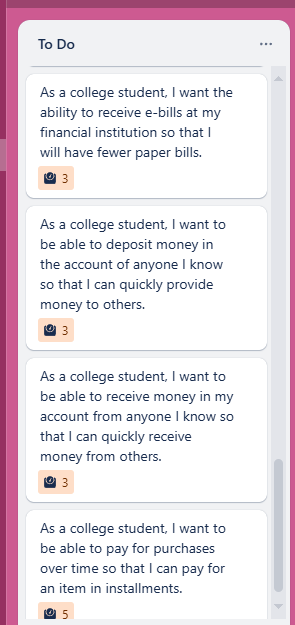 To Do
As a college student, I want the
ability to receive e-bills at my
financial institution so that I
will have fewer paper bills.
3
As a college student, I want to
be able to deposit money in
the account of anyone I know
so that I can quickly provide
money to others.
3
As a college student, I want to
be able to receive money in my
account from anyone I know so
that I can quickly receive
money from others.
3
As a college student, I want to
be able to pay for purchases
over time so that I can pay for
an item in installments.
5